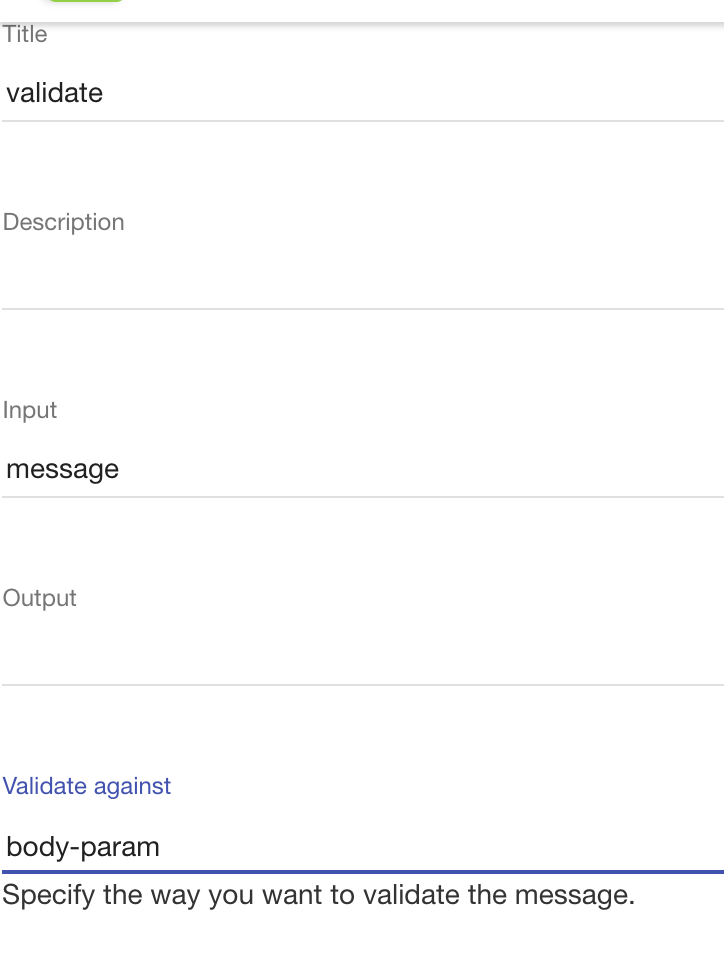 Title
validate
Description
Input
message
Output
Validate against
body-param
Specify the way you want to validate the message.